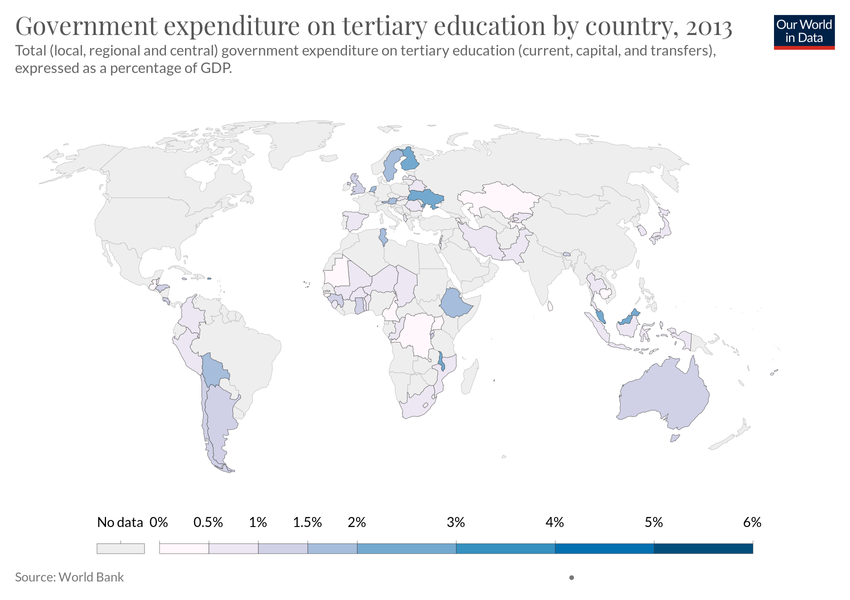 Government expenditure on tertiary education by country, 2013
Our World
in Data
Total (local, regional and central) government expenditure on tertiary education (current, capital, and transfers),
expressed as a percentage of GDP.
No data 0% 0.5% 1% 1.5% 2% 3% 4% 5% 6%
Source: World Bank